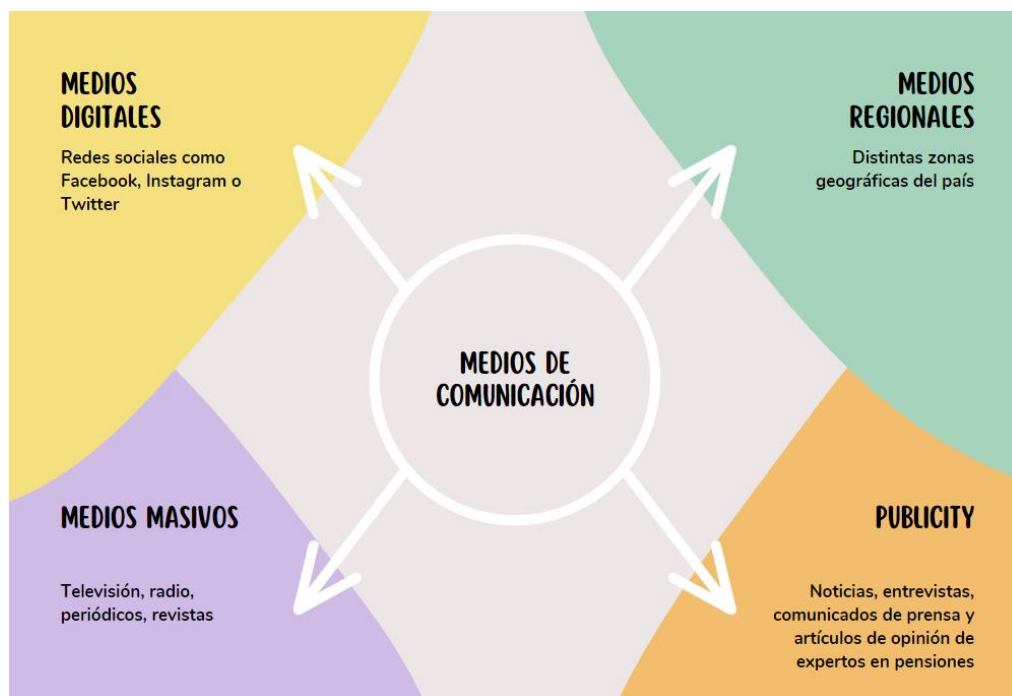 MEDIOS
DIGITALES
Redes sociales como
Facebook, Instagram o
Twitter
MEDIOS
REGIONALES
Distintas zonas
geográficas del país
MEDIOS DE
COMUNICACIÓN
MEDIOS MASIVOS
Televisión, radio,
periódicos, revistas
PUBLICITY
Noticias, entrevistas,
comunicados de prensa y
artículos de opinión de
expertos en pensiones